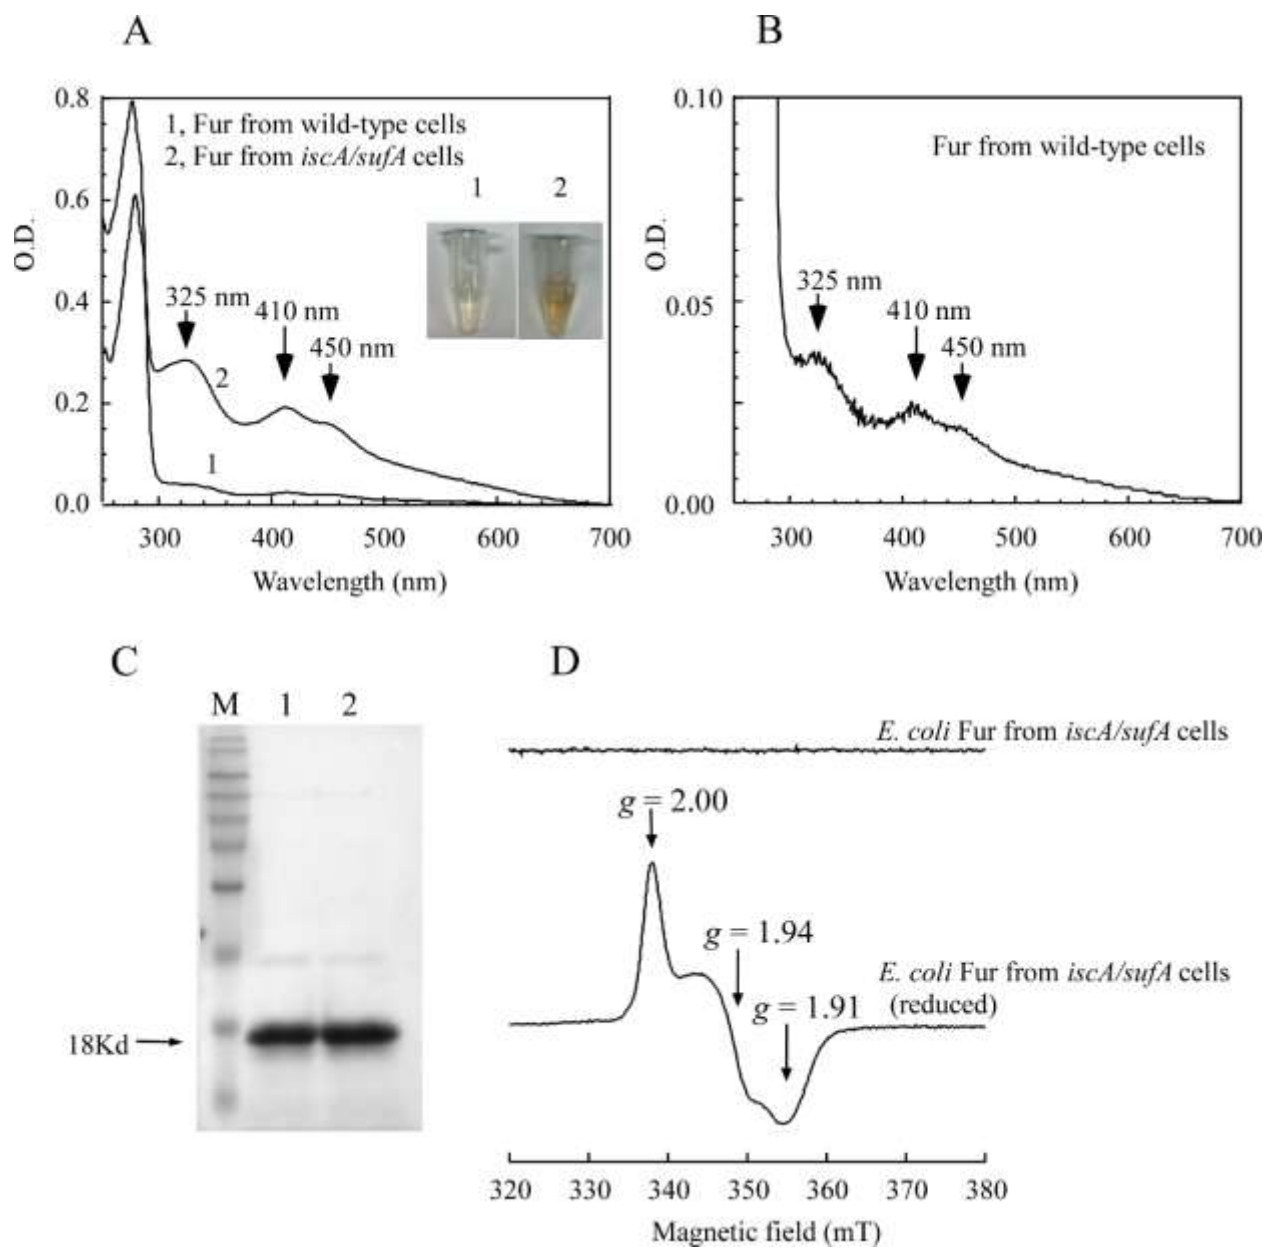 A
B
0.8
0.6
0.4
0.2
0.0
O.D.
1, Fur from wild-type cells
2, Fur from iscA/sufA cells
1 2
325 nm
410 nm
450 nm
2
1
300 400 500 600 700
Wavelength (nm)
0.10
0.05
0.00
O.D.
Fur from wild-type cells
325 nm
410 nm
450 nm
300 400 500 600 700
Wavelength (nm)
C
D
M 1 2
18Kd
E. coli Fur from iscA/sufA cells
g = 2.00
g = 1.94
g = 1.91
E. coli Fur from iscA/sufA cells
(reduced)
320 330 340 350 360 370 380
Magnetic field (mT)